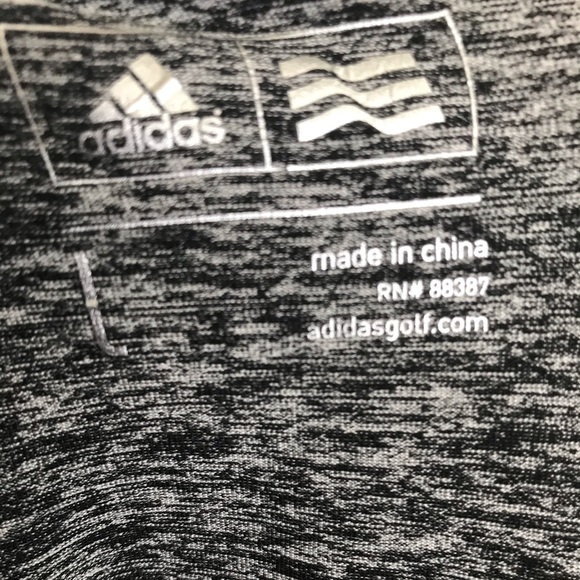 adidas
L
made in china
RN# 88387
adidasgolf.com